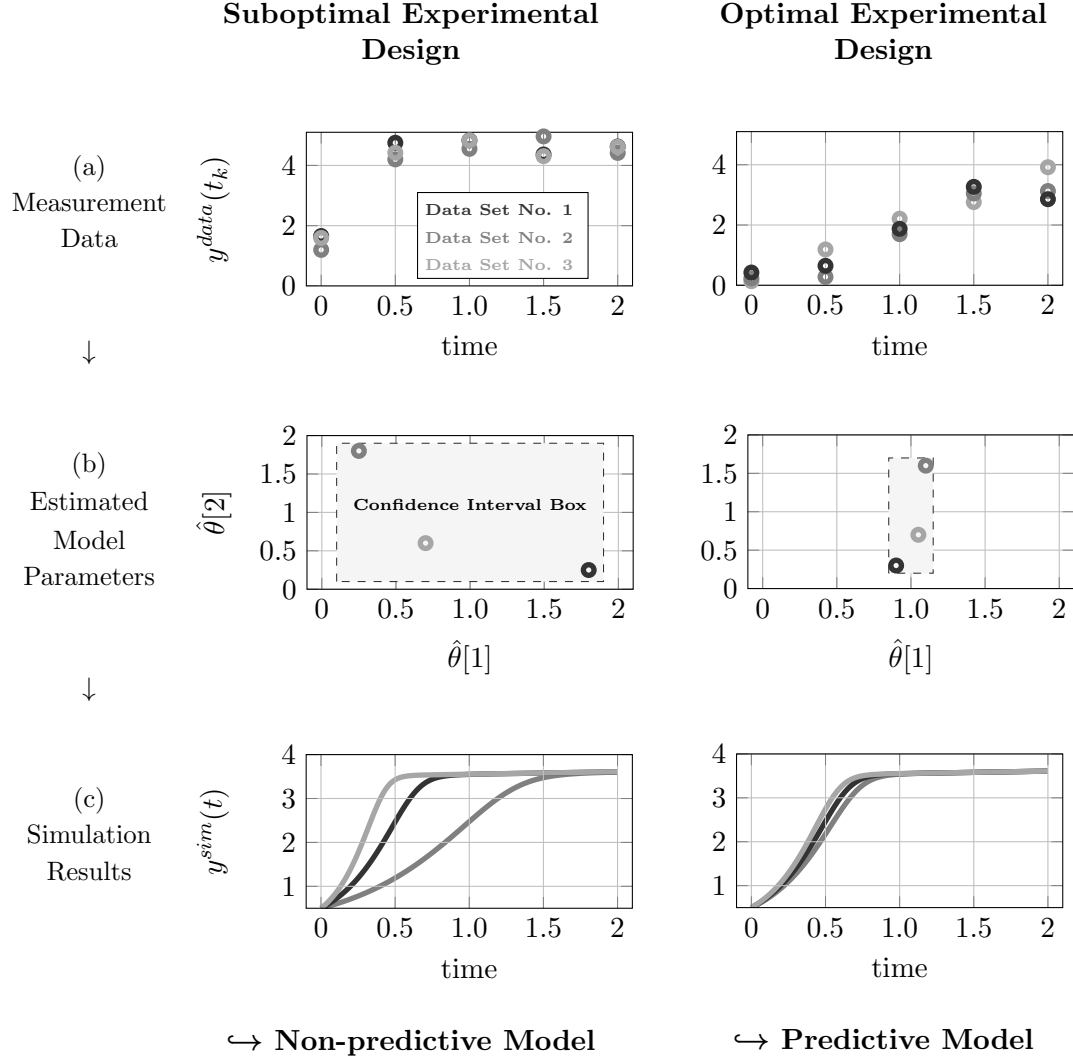 Suboptimal Experimental
Design
Optimal Experimental
Design
(a)
Measurement
Data
y^{data}(t_k)
4
2
0
0
0.5
1.0
1.5
2
time
Data Set No. 1
Data Set No. 2
Data Set No. 3
4
2
0
0
0.5
1.0
1.5
2
time
↓
(b)
Estimated
Model
Parameters
θ̂[2]
2
1.5
1
0.5
0
0
0.5
1.0
1.5
2
θ̂[1]
Confidence Interval Box
2
1.5
1
0.5
0
0
0.5
1.0
1.5
2
θ̂[1]
↓
(c)
Simulation
Results
y^{sim}(t)
4
3
2
1
0
0.5
1.0
1.5
2
time
4
3
2
1
0
0.5
1.0
1.5
2
time
↪ Non-predictive Model
↪ Predictive Model